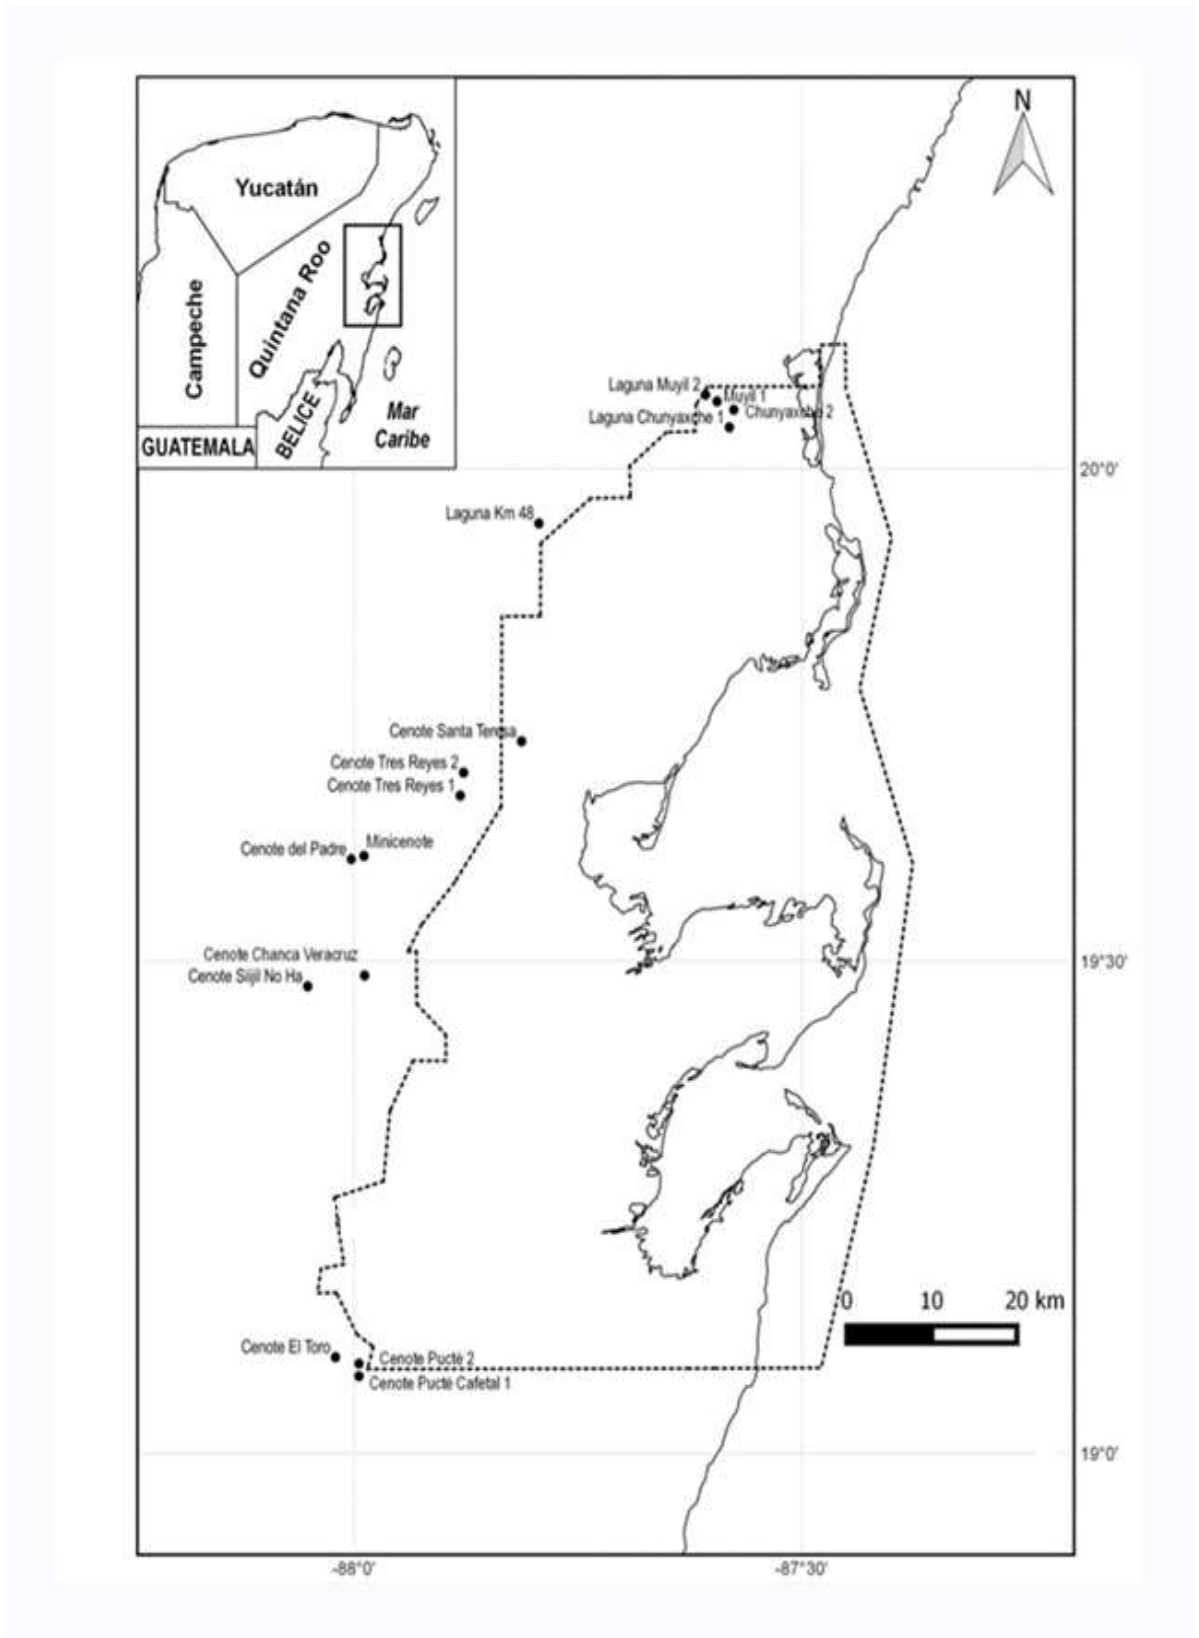 N
Yucatán
Quintana Roo
Campeche
BELICE
Mar
Caribe
GUATEMALA
Laguna Muyil 2
Muyil 1
Chunyaxche 2
Laguna Chunyaxche 1
20°0'
Laguna Km 48
Cenote Santa Teresa
Cenote Tres Reyes 2
Cenote Tres Reyes 1
Minicenote
Cenote del Padre
Cenote Chanca Veracruz
19°30'
Cenote Siijil No Ha
0 10 20 km
Cenote El Toro
Cenote Pucté 2
Cenote Pucté Cafetal 1
19°0'
-88°0'
-87°30'